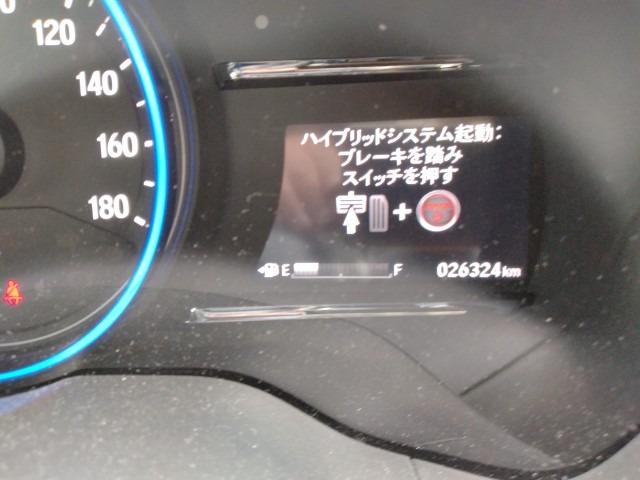 120
140
160
180
ハイブリッドシステム起動:
ブレーキを踏み
スイッチを押す
+
E F 026324km